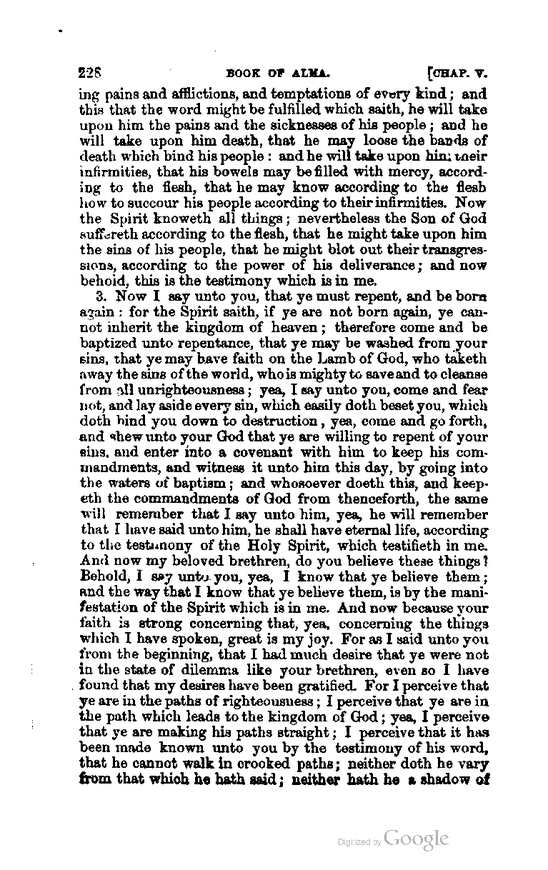 228 BOOK OF ALMA. [CHAP. V.
ing pains and afflictions, and temptations of every kind; and
this that the word might be fulfilled which saith, he will take
upon him the pains and the sicknesses of his people; and he
will take upon him death, that he may loose the bands of
death which bind his people: and he will take upon him their
infirmities, that his bowels may be filled with mercy, accord-
ing to the flesh, that he may know according to the flesh
how to succour his people according to their infirmities. Now
the Spirit knoweth all things; nevertheless the Son of God
suffereth according to the flesh, that he might take upon him
the sins of his people, that he might blot out their transgres-
sions, according to the power of his deliverance; and now
behold, this is the testimony which is in me.
3. Now I say unto you, that ye must repent, and be born
again: for the Spirit saith, if ye are not born again, ye can-
not inherit the kingdom of heaven; therefore come and be
baptized unto repentance, that ye may be washed from your
sins, that ye may have faith on the Lamb of God, who taketh
away the sins of the world, who is mighty to save and to cleanse
from all unrighteousness; yea, I say unto you, come and fear
not, and lay aside every sin, which easily doth beset you, which
doth bind you down to destruction, yea, come and go forth,
and shew unto your God that ye are willing to repent of your
sins, and enter into a covenant with him to keep his com-
mandments, and witness it unto him this day, by going into
the waters of baptism; and whosoever doeth this, and keep-
eth the commandments of God from thenceforth, the same
will remember that I say unto him, yea, he will remember
that I have said unto him, he shall have eternal life, according
to the testimony of the Holy Spirit, which testifieth in me.
And now my beloved brethren, do you believe these things?
Behold, I say unto you, yea, I know that ye believe them;
and the way that I know that ye believe them, is by the mani-
festation of the Spirit which is in me. And now because your
faith is strong concerning that, yea, concerning the things
which I have spoken, great is my joy. For as I said unto you
from the beginning, that I had much desire that ye were not
in the state of dilemma like your brethren, even so I have
found that my desires have been gratified. For I perceive that
ye are in the paths of righteousness; I perceive that ye are in
the path which leads to the kingdom of God; yea, I perceive
that ye are making his paths straight; I perceive that it has
been made known unto you by the testimony of his word,
that he cannot walk in crooked paths; neither doth he vary
from that which he hath said; neither hath he a shadow of
Digitized by Google